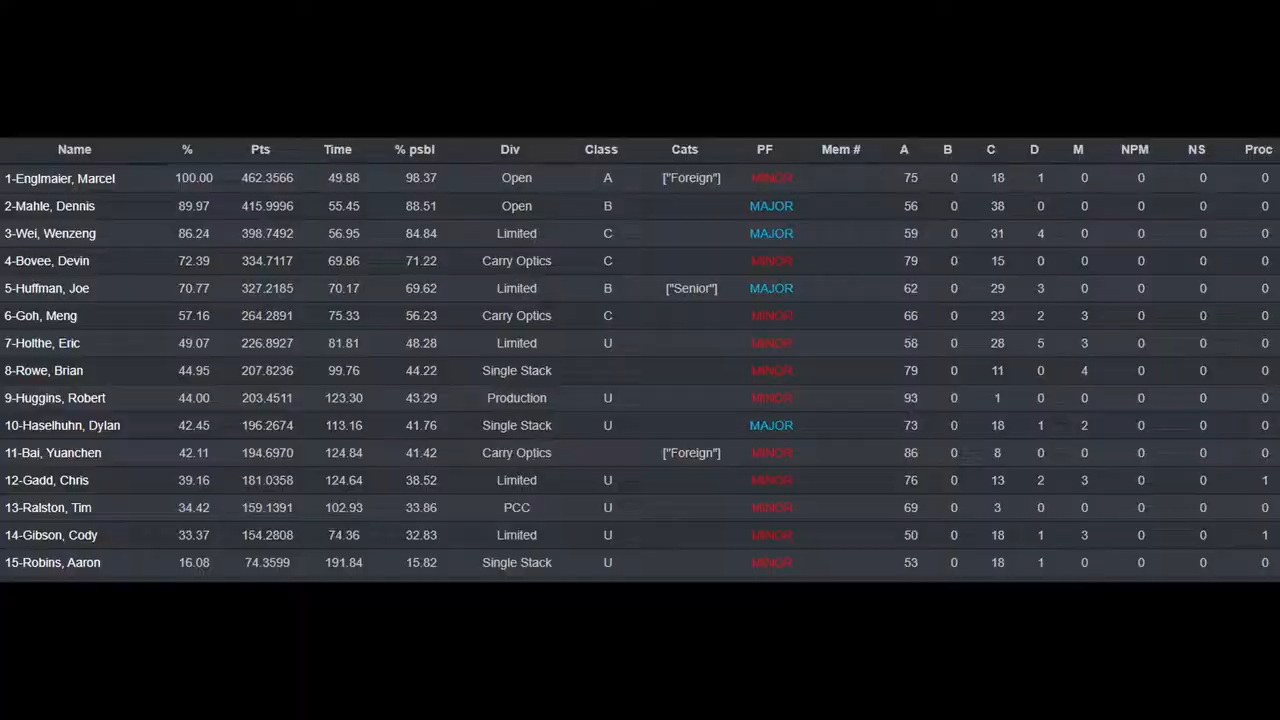 Name % Pts Time % psbl Div Class Cats PF Mem # A B C D M NPM NS Proc
1-Englmaier, Marcel 100.00 462.3566 49.88 98.37 Open A ["Foreign"] MINOR 75 0 18 1 0 0 0 0
2-Mahle, Dennis 89.97 415.9996 55.45 88.51 Open B MAJOR 56 0 38 0 0 0 0 0
3-Wei, Wenzeng 86.24 398.7492 56.95 84.84 Limited C MAJOR 59 0 31 4 0 0 0 0
4-Bovee, Devin 72.39 334.7117 69.86 71.22 Carry Optics C MINOR 79 0 15 0 0 0 0 0
5-Huffman, Joe 70.77 327.2185 70.17 69.62 Limited B ["Senior"] MAJOR 62 0 29 3 0 0 0 0
6-Goh, Meng 57.16 264.2891 75.33 56.23 Carry Optics C MINOR 66 0 23 2 3 0 0 0
7-Holthe, Eric 49.07 226.8927 81.81 48.28 Limited U MINOR 58 0 28 5 3 0 0 0
8-Rowe, Brian 44.95 207.8236 99.76 44.22 Single Stack MINOR 79 0 11 0 4 0 0 0
9-Huggins, Robert 44.00 203.4511 123.30 43.29 Production U MINOR 93 0 1 0 0 0 0 0
10-Haselhuhn, Dylan 42.45 196.2674 113.16 41.76 Single Stack U MAJOR 73 0 18 1 2 0 0 0
11-Bai, Yuanchen 42.11 194.6970 124.84 41.42 Carry Optics ["Foreign"] MINOR 86 0 8 0 0 0 0 0
12-Gadd, Chris 39.16 181.0358 124.64 38.52 Limited U MINOR 76 0 13 2 3 0 0 1
13-Ralston, Tim 34.42 159.1391 102.93 33.86 PCC U MINOR 69 0 3 0 0 0 0 0
14-Gibson, Cody 33.37 154.2808 74.36 32.83 Limited U MINOR 50 0 18 1 3 0 0 1
15-Robins, Aaron 16.08 74.3599 191.84 15.82 Single Stack U MINOR 53 0 18 1 0 0 0 0